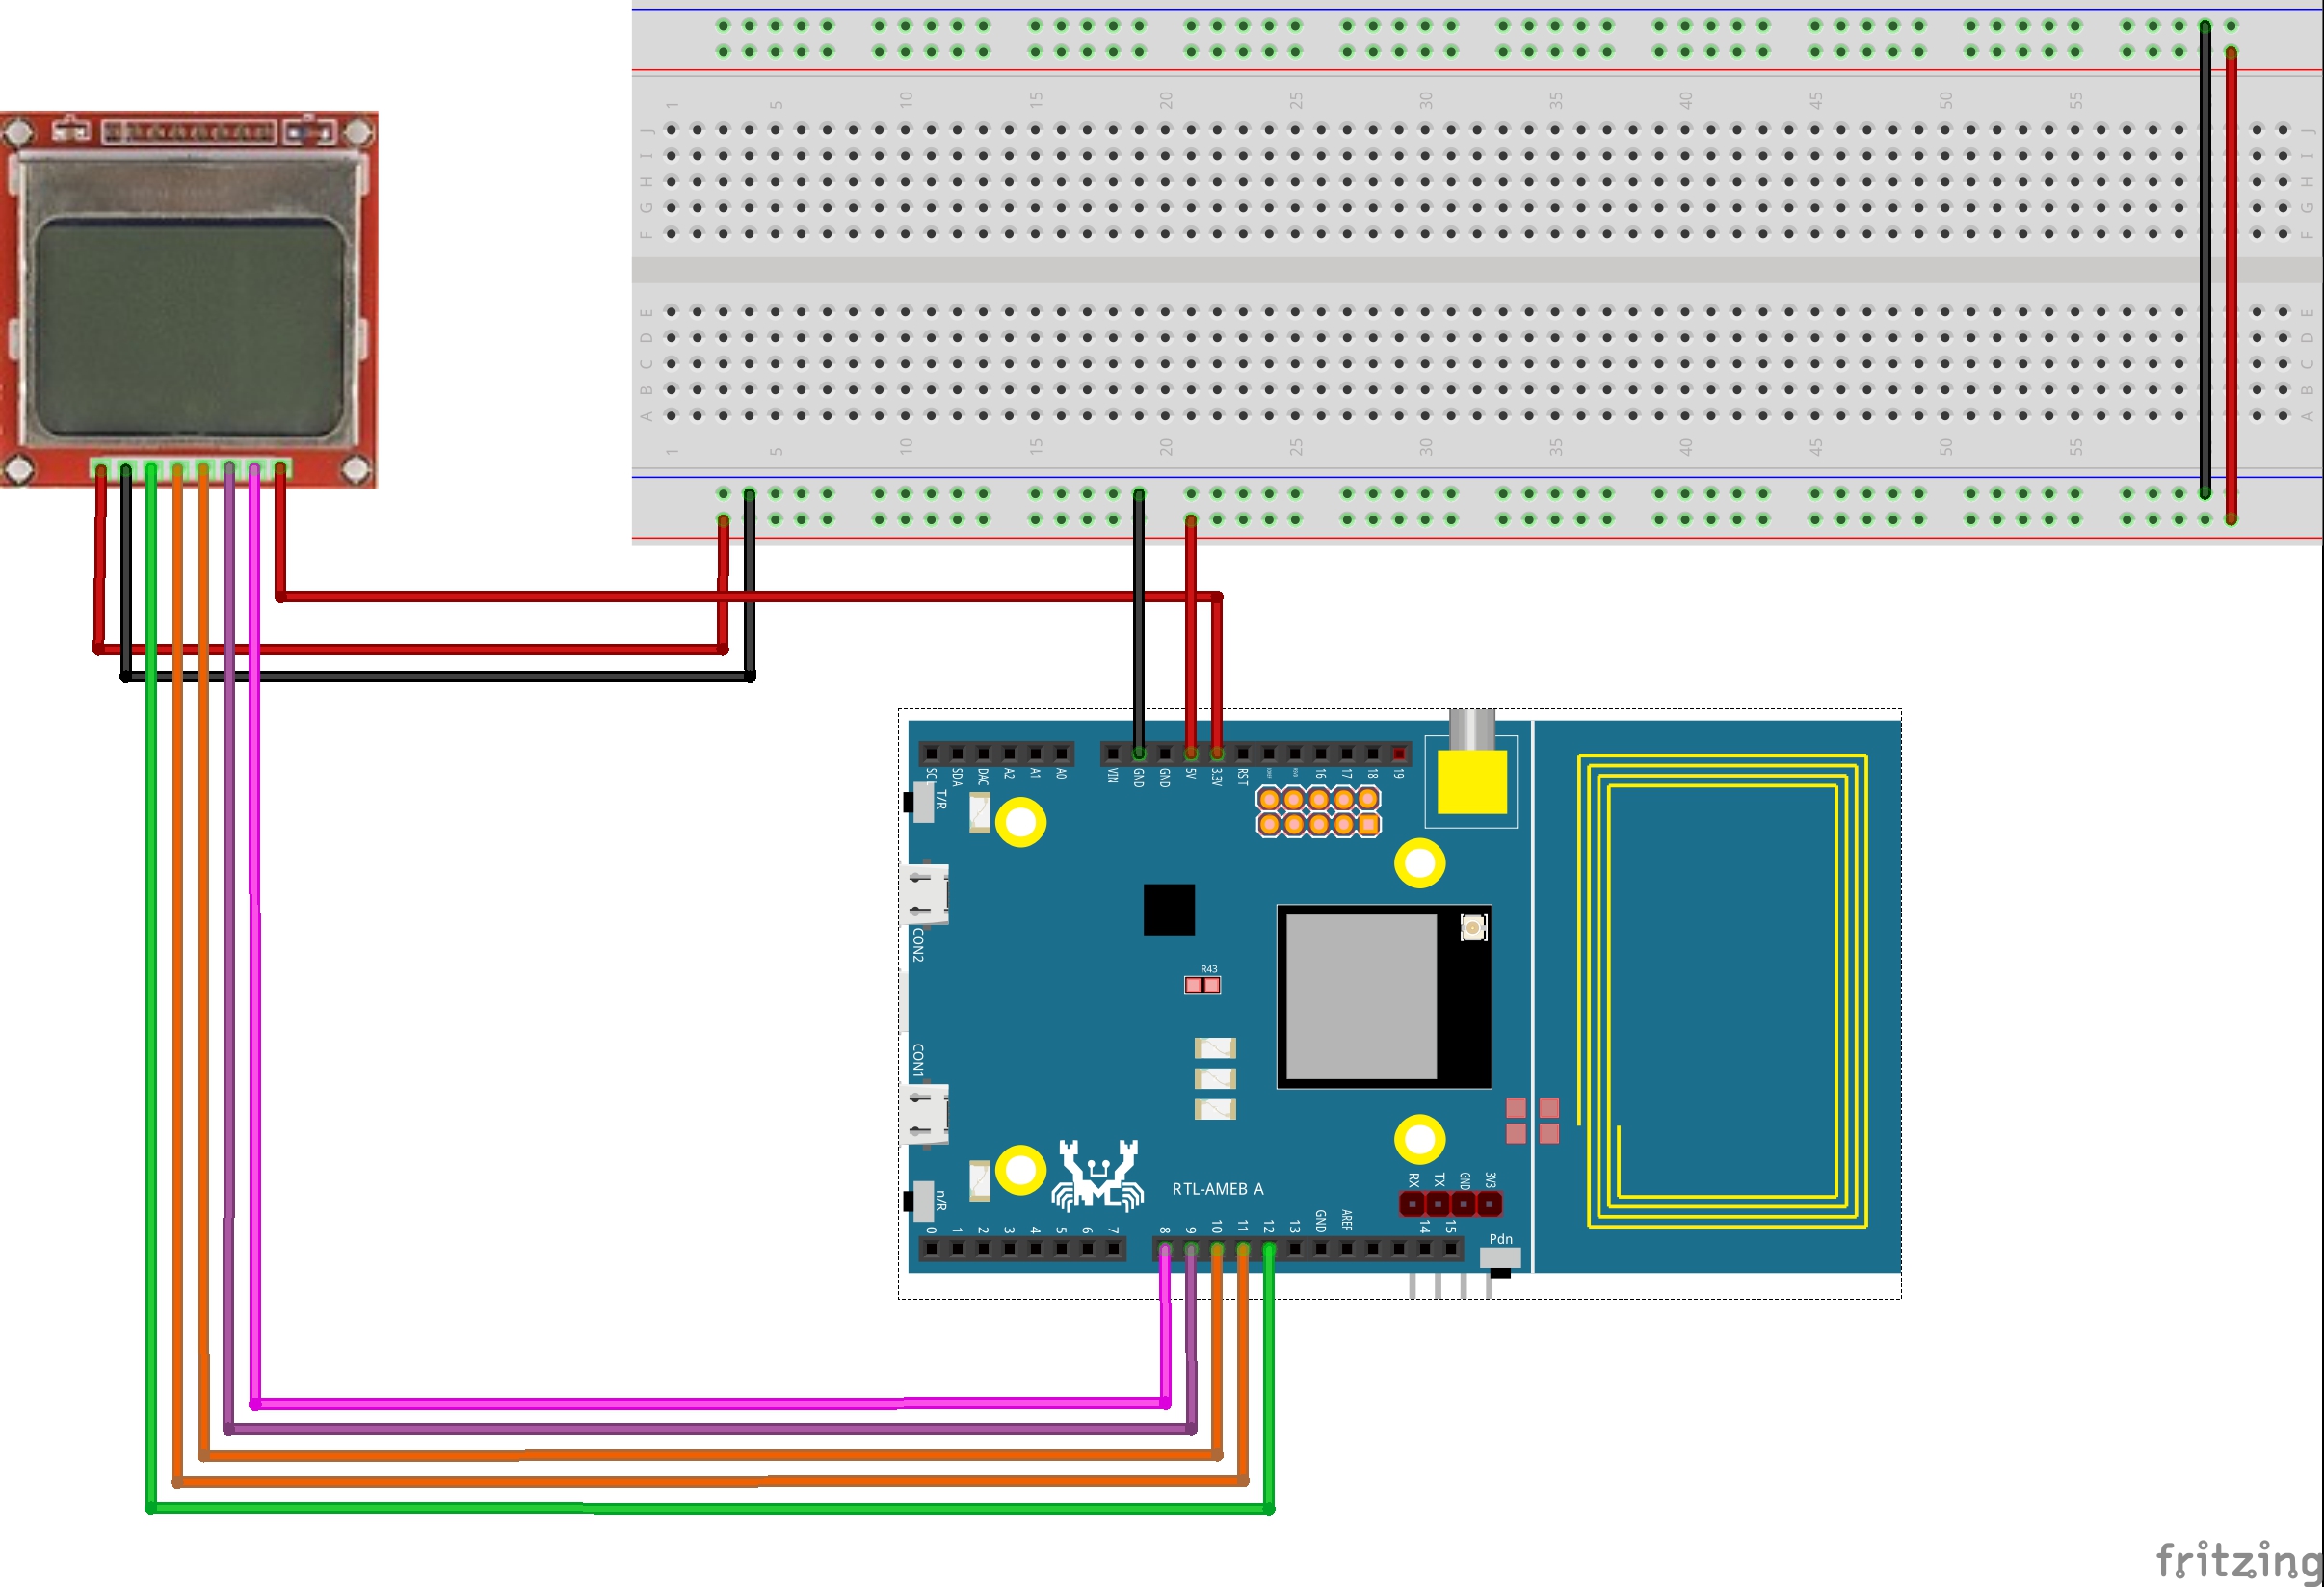 1 5 10 15 20 25 30 35 40 45 50 55
J J
I I
H H
G G
F F
E E
D D
C C
B B
A A
1 5 10 15 20 25 30 35 40 45 50 55
SCL SDA DAC A2 A1 A0 VIN GND GND 5V 3.3V RST 16 17 18 19
T/R
CON2
R43
CON1
RX TX GND 3V3
RTL-AMEB A
n/R
0 1 2 3 4 5 6 7 8 9 10 11 12 13 GND AREF 14 15
Pdn
fritzing